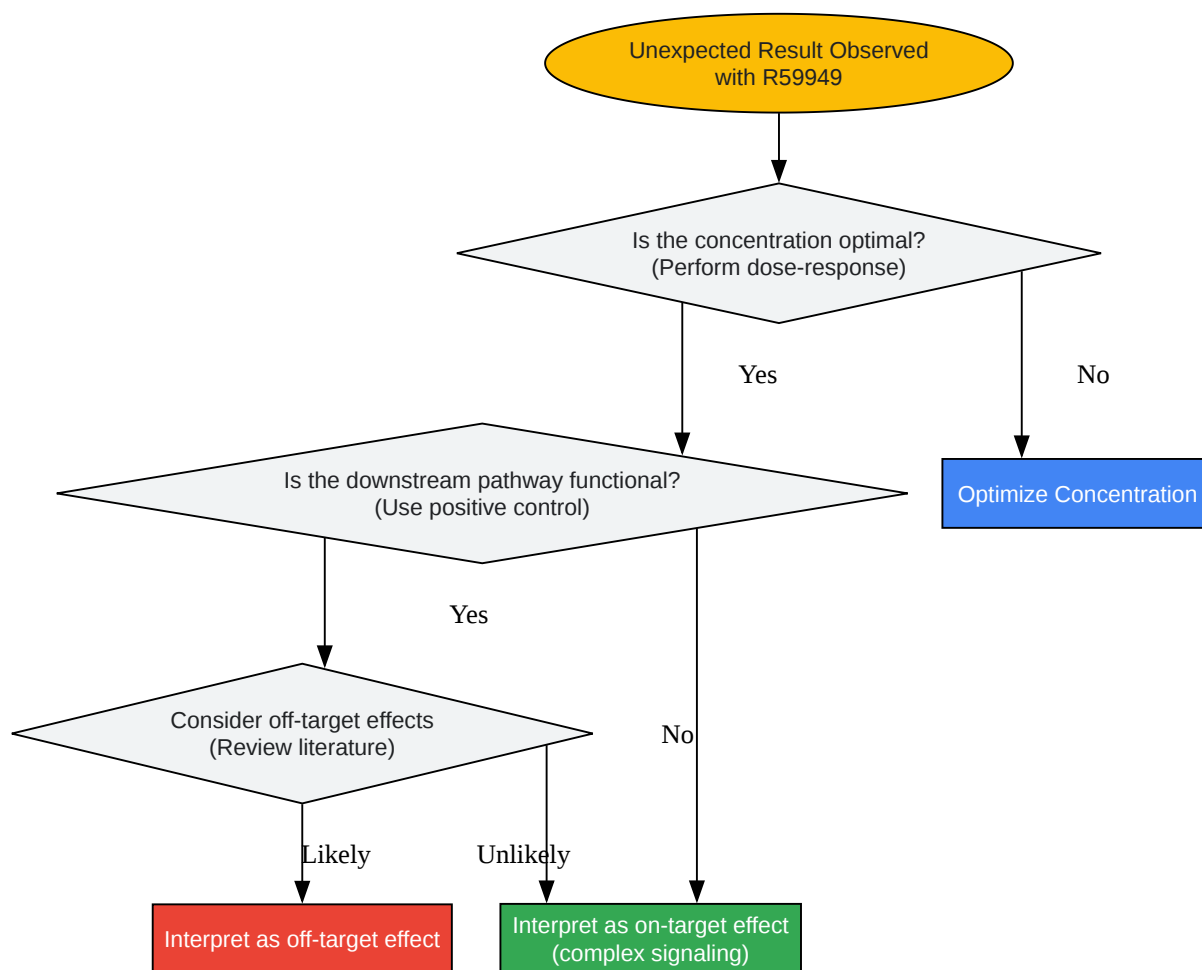 Unexpected Result Observed
with R59949
Is the concentration optimal?
(Perform dose-response)
Yes
No
Is the downstream pathway functional?
(Use positive control)
Optimize Concentration
Yes
Consider off-target effects
(Review literature)
No
Likely
Unlikely
Interpret as off-target effect
Interpret as on-target effect
(complex signaling)